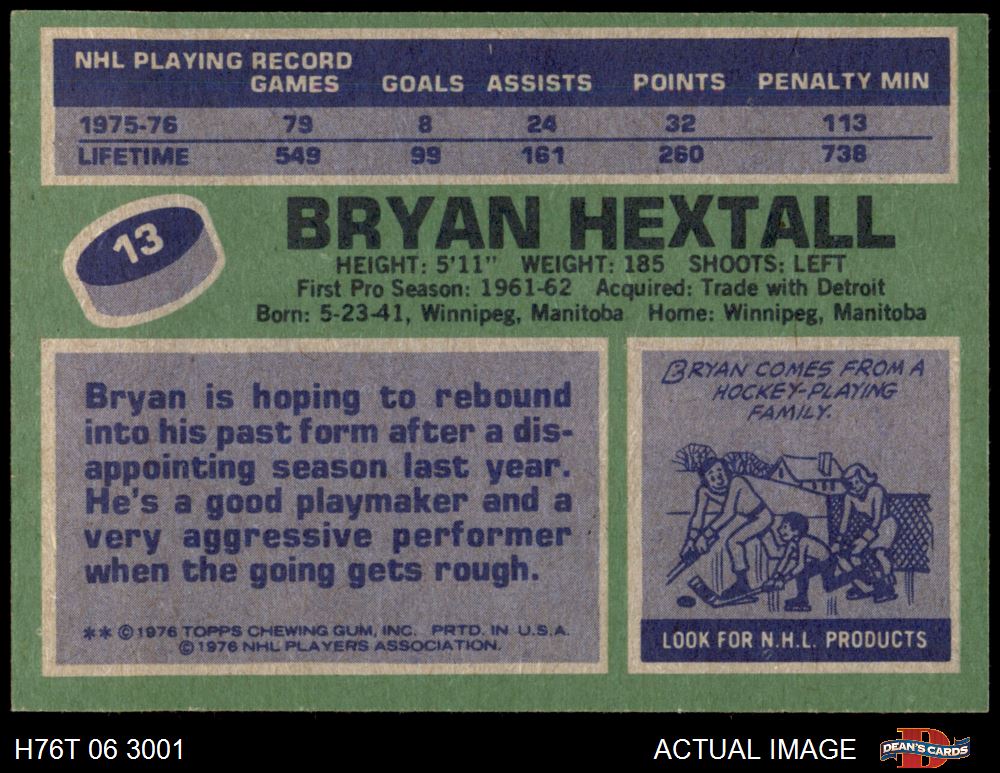 NHL PLAYING RECORD
GAMES GOALS ASSISTS POINTS PENALTY MIN
1975-76 79 8 24 32 113
LIFETIME 549 99 161 260 738
13
BRYAN HEXTALL
HEIGHT: 5'11" WEIGHT: 185 SHOOTS: LEFT
First Pro Season: 1961-62 Acquired: Trade with Detroit
Born: 5-23-41, Winnipeg, Manitoba Home: Winnipeg, Manitoba
Bryan is hoping to rebound
into his past form after a dis-
appointing season last year.
He's a good playmaker and a
very aggressive performer
when the going gets rough.
** © 1976 TOPPS CHEWING GUM, INC. PRTD. IN U.S.A.
© 1976 NHL PLAYERS ASSOCIATION.
BRYAN COMES FROM A
HOCKEY-PLAYING
FAMILY.
LOOK FOR N.H.L. PRODUCTS
H76T 06 3001
ACTUAL IMAGE
DEAN'S CARDS